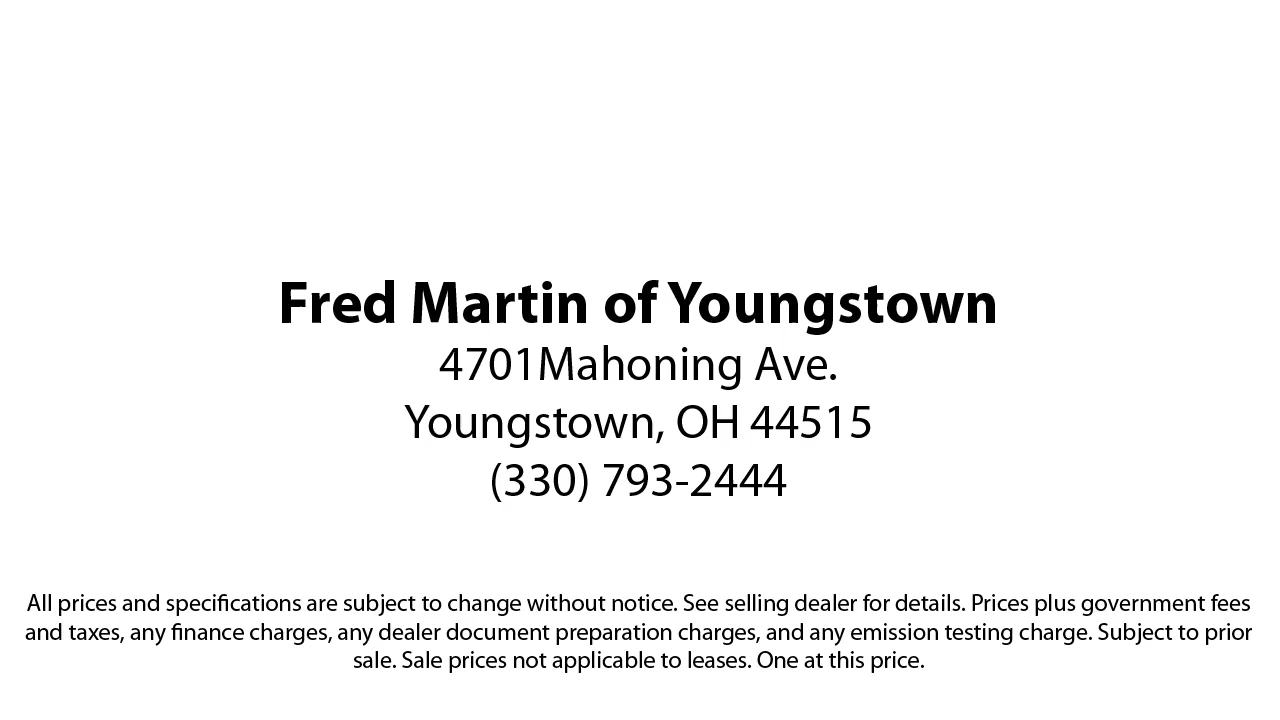 Fred Martin of Youngstown
4701Mahoning Ave.
Youngstown, OH 44515
(330) 793-2444
All prices and specifications are subject to change without notice. See selling dealer for details. Prices plus government fees
and taxes, any finance charges, any dealer document preparation charges, and any emission testing charge. Subject to prior
sale. Sale prices not applicable to leases. One at this price.